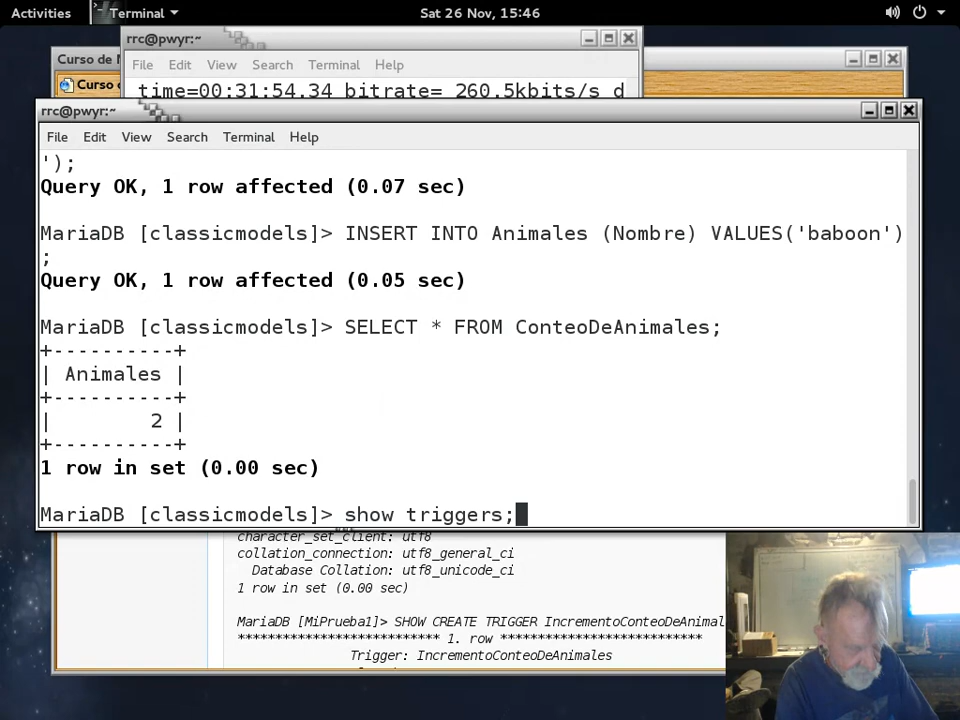 Activities Terminal Sat 26 Nov, 15:46
rrc@pwyr:~
Curso de
File Edit View Search Terminal Help
Curso
time=00:31:54.34 bitrate= 260.5kbits/s d
rrc@pwyr:~
File Edit View Search Terminal Help
');
Query OK, 1 row affected (0.07 sec)
MariaDB [classicmodels]> INSERT INTO Animales (Nombre) VALUES('baboon')
;
Query OK, 1 row affected (0.05 sec)
MariaDB [classicmodels]> SELECT * FROM ConteoDeAnimales;
+----------+
| Animales |
+----------+
|        2 |
+----------+
1 row in set (0.00 sec)
MariaDB [classicmodels]> show triggers;
character_set_client: utf8
collation_connection: utf8_general_ci
Database Collation: utf8_unicode_ci
1 row in set (0.00 sec)
MariaDB [MiPrueba1]> SHOW CREATE TRIGGER IncrementoConteoDeAnimal
*************************** 1. row ***************************
Trigger: IncrementoConteoDeAnimales